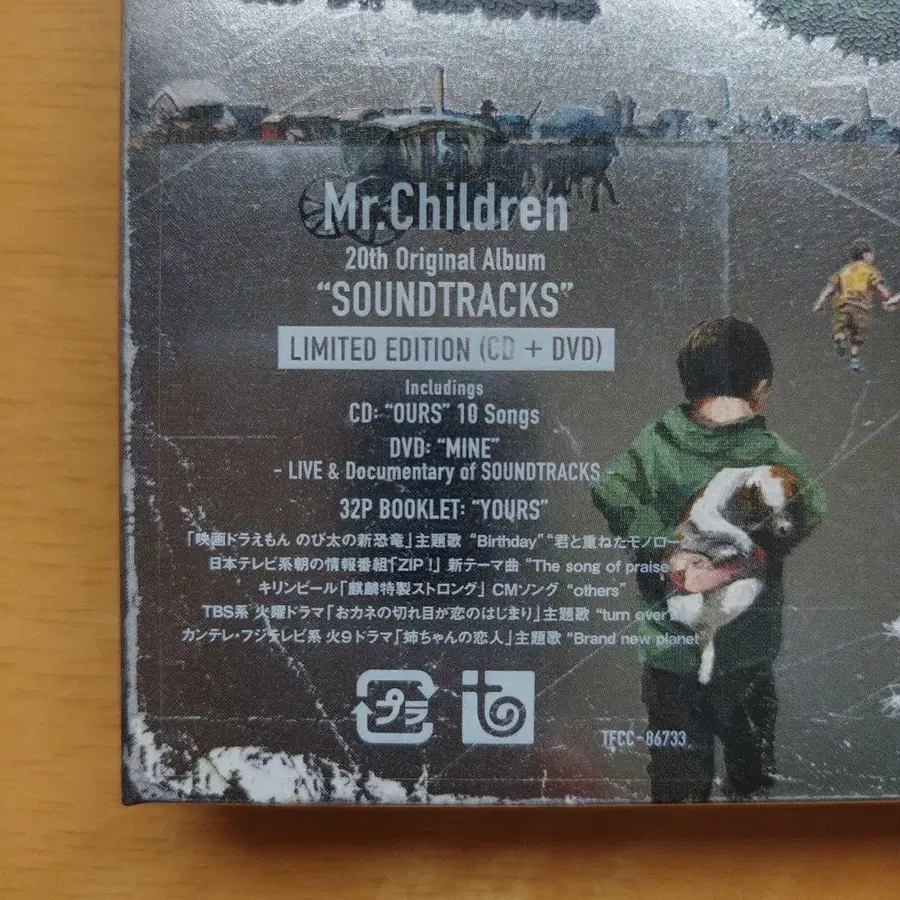 Mr.Children
20th Original Album
“SOUNDTRACKS”
LIMITED EDITION (CD + DVD)
Includings
CD: “OURS” 10 Songs
DVD: “MINE”
- LIVE & Documentary of SOUNDTRACKS -
32P BOOKLET: “YOURS”
「映画ドラえもん のび太の新恐竜」主題歌 “Birthday” “君と重ねたモノロー
日本テレビ系朝の情報番組「ZIP!」 新テーマ曲 “The song of praise
キリンビール「麒麟特製ストロング」 CMソング “others”
TBS系 火曜ドラマ「おカネの切れ目が恋のはじまり」主題歌 “turn over
カンテレ・フジテレビ系 火9ドラマ「姉ちゃんの恋人」主題歌 “Brand new planet
プラ
TFCC-86733